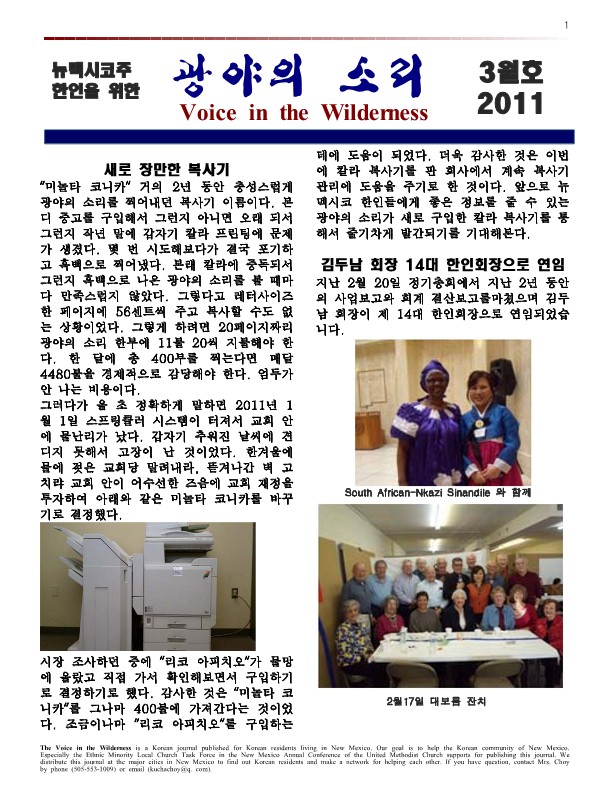 1
뉴멕시코주
한인을 위한
광야의 소리
Voice in the Wilderness
3월호
2011
새로 장만한 복사기
"미놀타 코니카" 거의 2년 동안 충성스럽게
광야의 소리를 찍어내던 복사기 이름이다. 본
디 중고를 구입해서 그런지 아니면 오래 되서
그런지 작년 말에 갑자기 칼라 프린팅에 문제
가 생겼다. 몇 번 시도해보다가 결국 포기하
고 흑백으로 찍어냈다. 본래 칼라에 중독되서
그런지 흑백으로 나온 광야의 소리를 볼 때마
다 만족스럽지 않았다. 그렇다고 레터사이즈
한 페이지에 56센트씩 주고 복사할 수도 없
는 상황이었다. 그렇게 하려면 20페이지짜리
광야의 소리 한부에 11불 20씩 지불해야 한
다. 한 달에 총 400부를 찍는다면 매달
4480불을 경제적으로 감당해야 한다. 엄두가
안 나는 비용이다.
그러다가 올 초 정확하게 말하면 2011년 1
월 1일 스프링쿨러 시스템이 터져서 교회 안
에 물난리가 났다. 갑자기 추워진 날씨에 견
디지 못해서 고장이 난 것이었다. 한겨울에
물에 젖은 교회당 말려내랴, 뜯겨나간 벽 고
치랴 교회 안이 어수선한 즈음에 교회 재정을
투자하여 아래와 같은 미놀타 코니카를 바꾸
기로 결정했다.
시장 조사하던 중에 "리코 아피치오"가 물망
에 올랐고 직접 가서 확인해보면서 구입하기
로 결정하기로 했다. 감사한 것은 "미놀타 코
니카"를 그나마 400불에 가져간다는 것이었
다. 조금이나마 "리코 아피치오"를 구입하는
테에 도움이 되었다. 더욱 감사한 것은 이번
에 칼라 복사기를 판 회사에서 계속 복사기
관리에 도움을 주기로 한 것이다. 앞으로 뉴
멕시코 한인들에게 좋은 정보를 줄 수 있는
광야의 소리가 새로 구입한 칼라 복사기를 통
해서 줄기차게 발간되기를 기대해본다.
김두남 회장 14대 한인회장으로 연임
지난 2월 20일 정기총회에서 지난 2년 동안
의 사업보고와 회계 결산보고를마쳤으며 김두
남 회장이 제 14대 한인회장으로 연임되었습
니다.
South African-Nkazi Sinandile 와 함께
2월17일 대보름 잔치
The Voice in the Wilderness is a Korean journal published for Korean residents living in New Mexico. Our goal is to help the Korean community of New Mexico.
Especially the Ethnic Minority Local Church Task Force in the New Mexico Annual Conference of the United Methodist Church supports for publishing this journal. We
distribute this journal at the major cities in New Mexico to find out Korean residents and make a network for helping each other. If you have question, contact Mrs. Choy
by phone (505-553-1009) or email (kuchachoy@q. com).